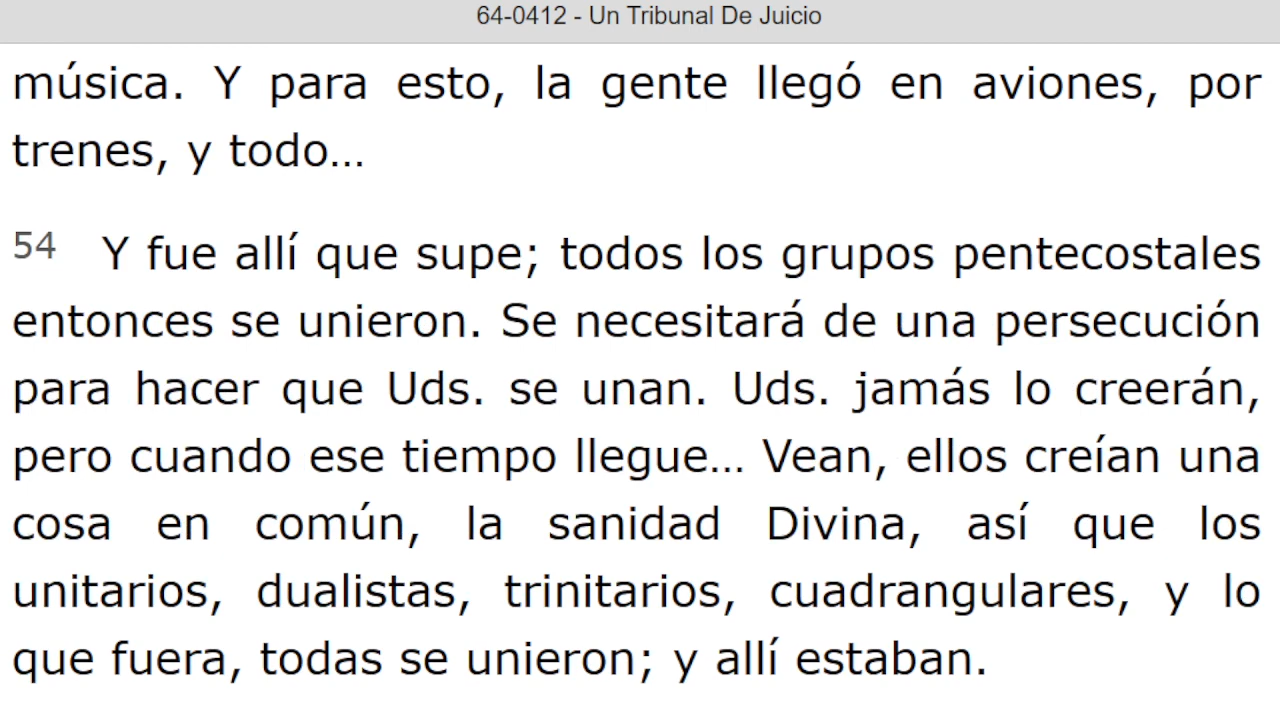 64-0412 - Un Tribunal De Juicio
música. Y para esto, la gente llegó en aviones, por
trenes, y todo...
54 Y fue allí que supe; todos los grupos pentecostales
entonces se unieron. Se necesitará de una persecución
para hacer que Uds. se unan. Uds. jamás lo creerán,
pero cuando ese tiempo llegue... Vean, ellos creían una
cosa en común, la sanidad Divina, así que los
unitarios, dualistas, trinitarios, cuadrangulares, y lo
que fuera, todas se unieron; y allí estaban.